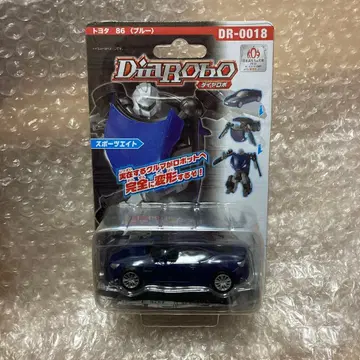 トヨタ 86 (ブルー)
DR-0018
DIAROBO
ダイヤロボ
スポーツエイト
実在するクルマがロボットへ
完全に変形するぜ!